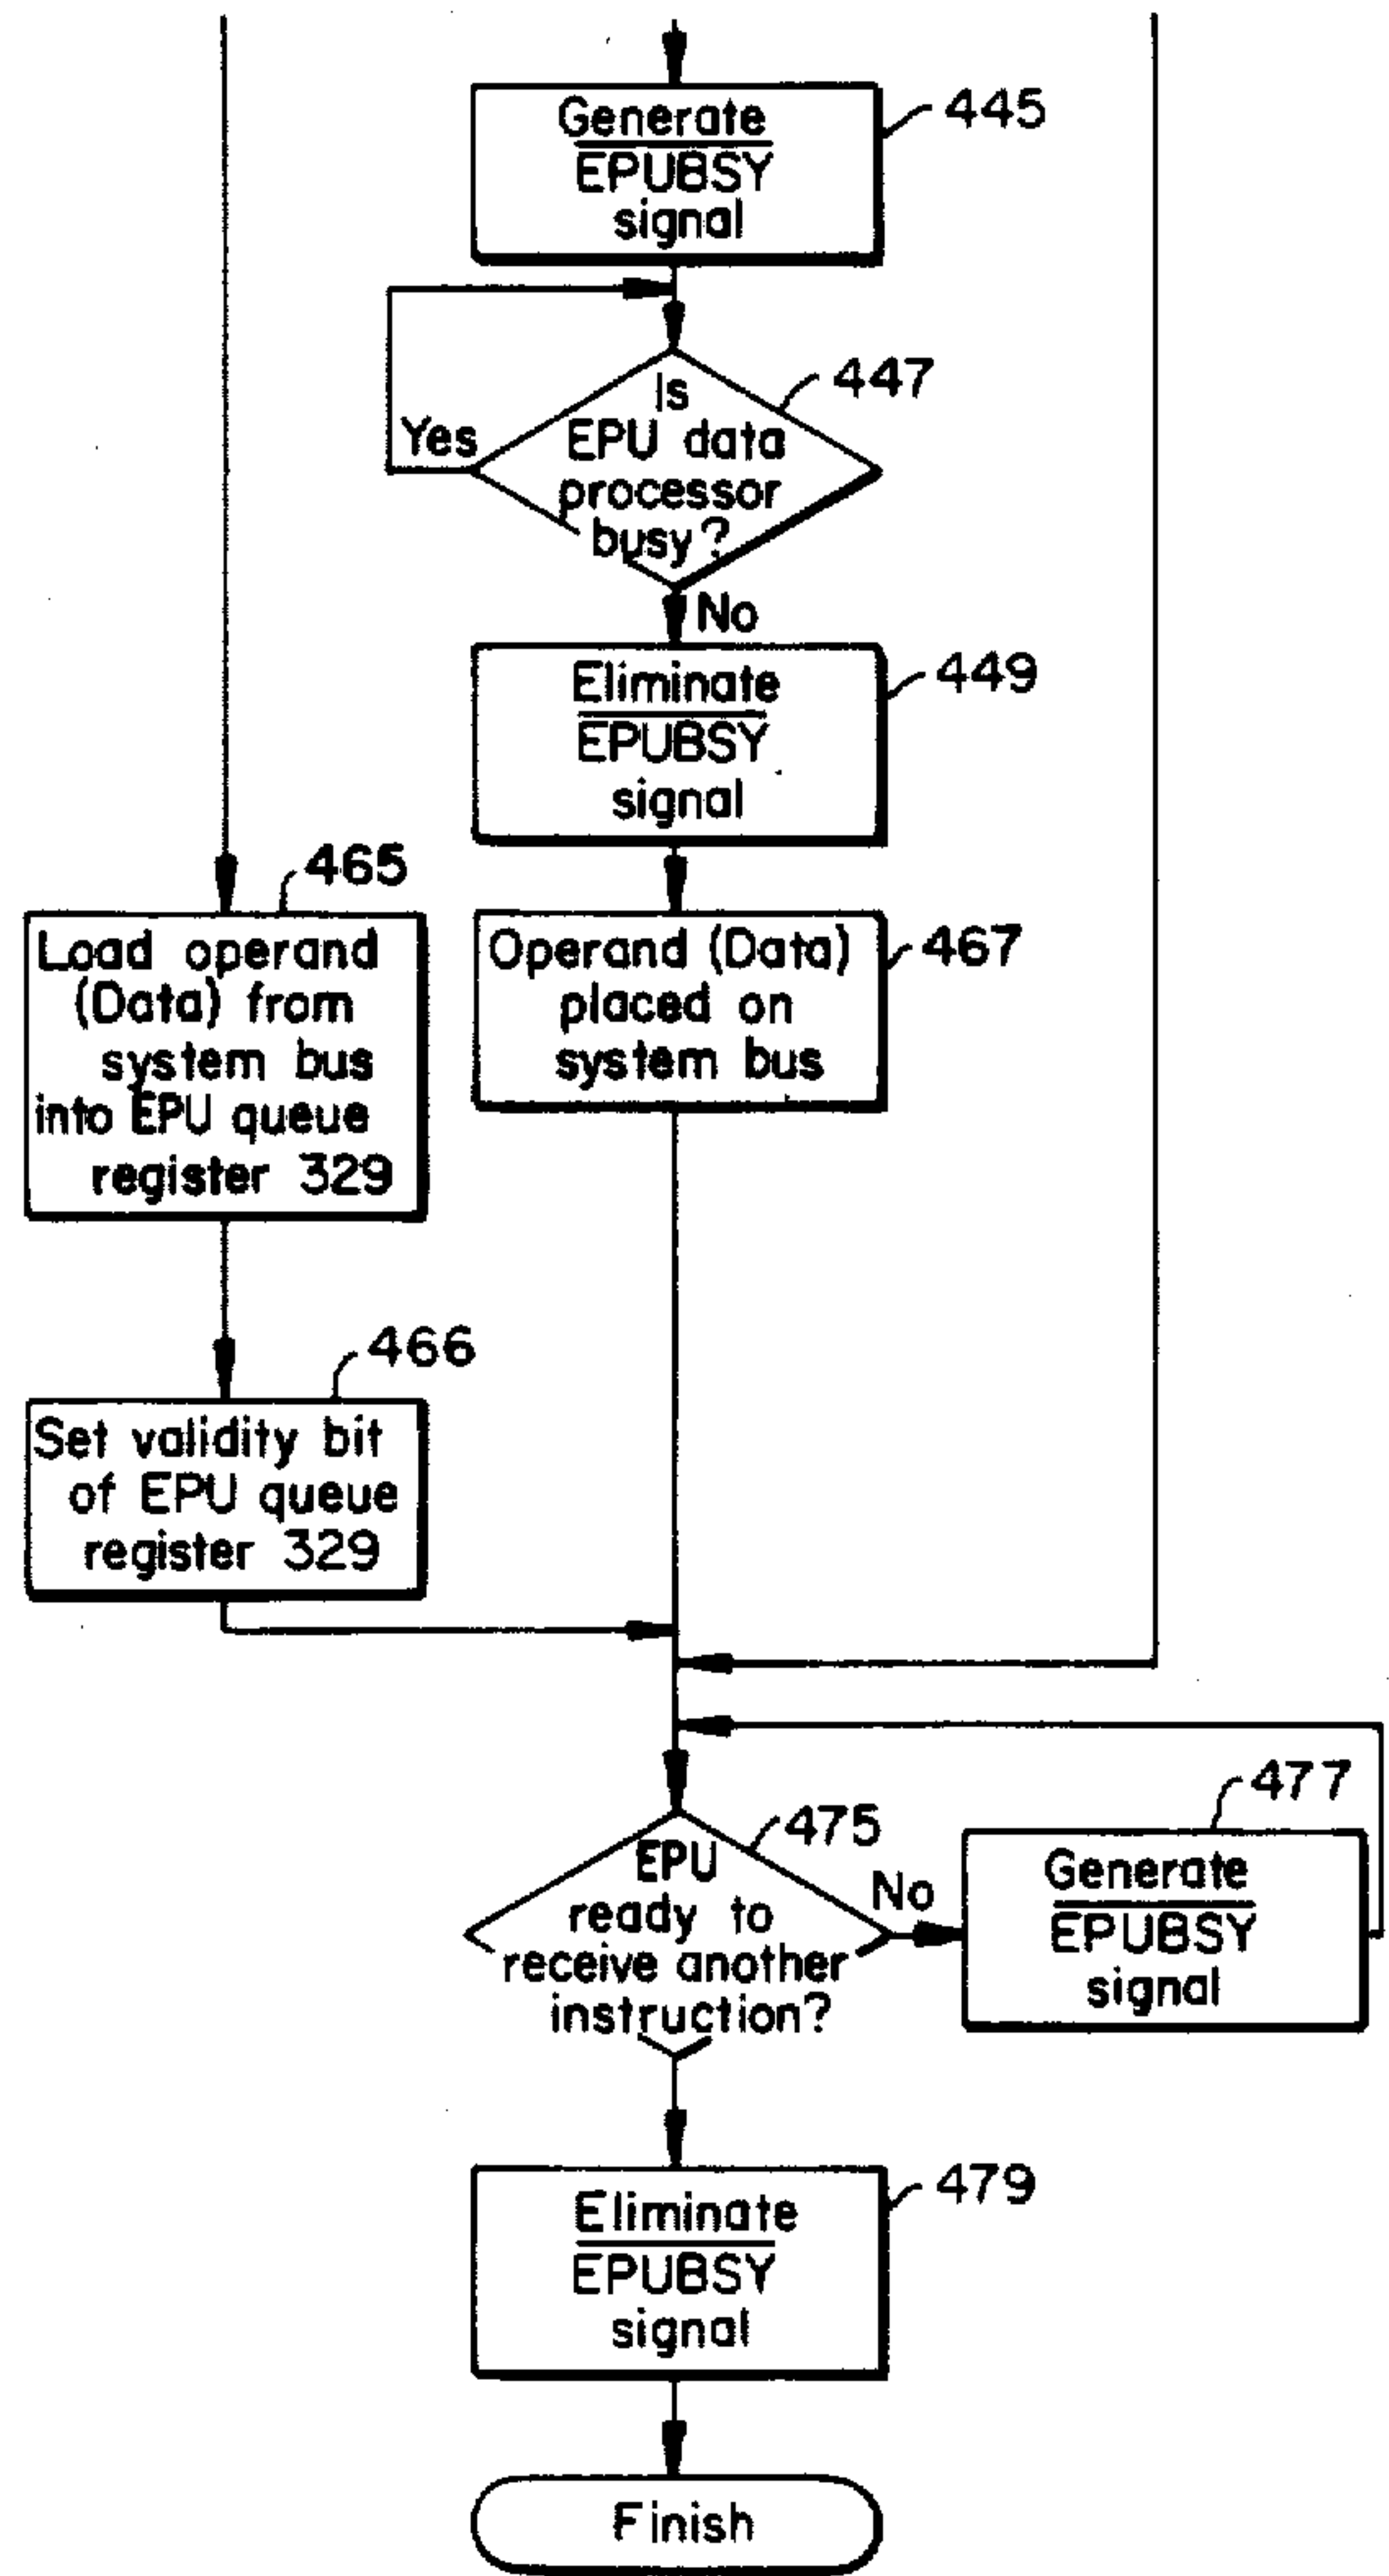 Generate
EPUBSY
signal
445
Is
EPU data
processor
busy?
447
Yes
No
Eliminate
EPUBSY
signal
449
465
Load operand
(Data) from
system bus
into EPU queue
register 329
Operand (Data)
placed on
system bus
467
466
Set validity bit
of EPU queue
register 329
EPU
ready to
receive another
instruction?
475
No
477
Generate
EPUBSY
signal
Eliminate
EPUBSY
signal
479
Finish